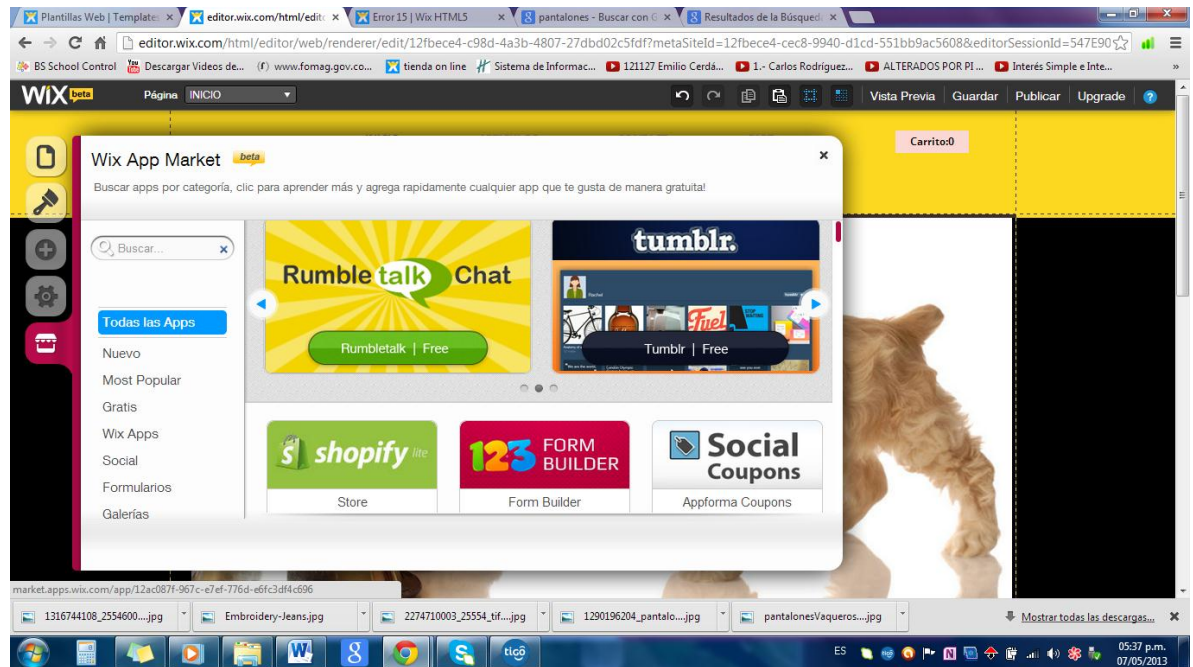 Plantillas Web | Templates
editor.wix.com/html/edito
Error 15 | Wix HTML5
pantalones - Buscar con G
Resultados de la Búsqueda
editor.wix.com/html/editor/web/renderer/edit/12fbece4-c98d-4a3b-4807-27dbd02c5fdf?metaSiteId=12fbece4-cec8-9940-d1cd-551bb9ac5608&editorSessionId=547E90
BS School Control
Descargar Videos de...
www.fomag.gov.co...
tienda on line
Sistema de Informac...
121127 Emilio Cerdá...
1.- Carlos Rodríguez...
ALTERADOS POR PI ...
Interés Simple e Inte...
WiX beta
Página INICIO
Vista Previa
Guardar
Publicar
Upgrade
Carrito:0
Wix App Market beta
Buscar apps por categoría, clic para aprender más y agrega rapidamente cualquier app que te gusta de manera gratuita!
Buscar...
Todas las Apps
Nuevo
Most Popular
Gratis
Wix Apps
Social
Formularios
Galerías
Rumble talk Chat
Rumbletalk | Free
tumblr.
Fuel
Tumblr | Free
shopify lite
Store
123 FORM BUILDER
Form Builder
Social Coupons
Appforma Coupons
market.apps.wix.com/app/12ac087f-967c-e7ef-776d-e6fc3df4c696
1316744108_2554600....jpg
Embroidery-Jeans.jpg
2274710003_25554_tif....jpg
1290196204_pantalo....jpg
pantalonesVaqueros....jpg
Mostrar todas las descargas...
tigo
ES
05:37 p.m.
07/05/2013